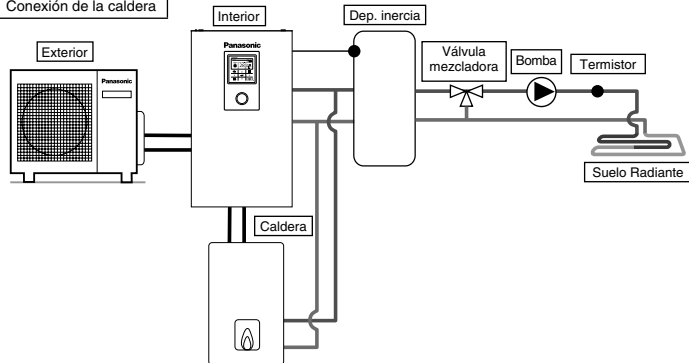 Conexión de la caldera
Interior
Dep. inercia
Exterior
Panasonic
Panasonic
Válvula
mezcladora
Bomba
Termistor
Suelo Radiante
Caldera